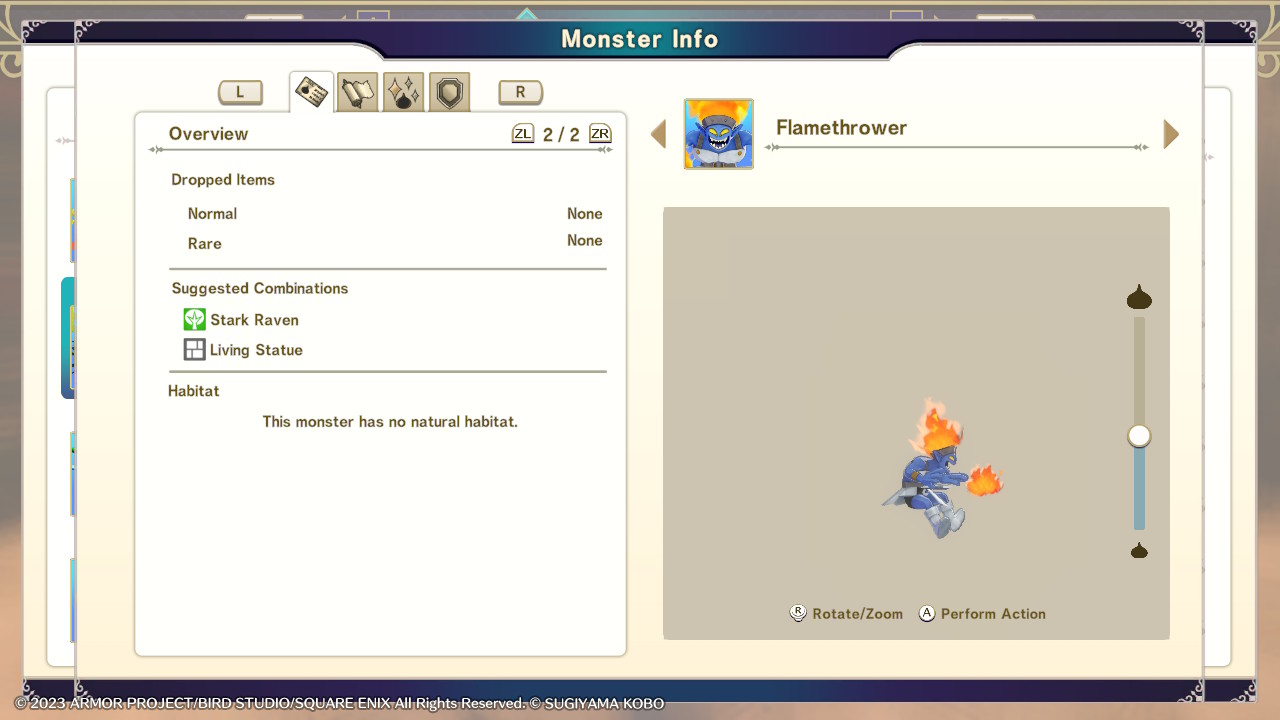 Monster Info
L
R
Overview
ZL 2 / 2 ZR
Dropped Items
Normal None
Rare None
Suggested Combinations
Stark Raven
Living Statue
Habitat
This monster has no natural habitat.
Flamethrower
R Rotate/Zoom A Perform Action
© 2023 ARMOR PROJECT/BIRD STUDIO/SQUARE ENIX All Rights Reserved. © SUGIYAMA KOBO